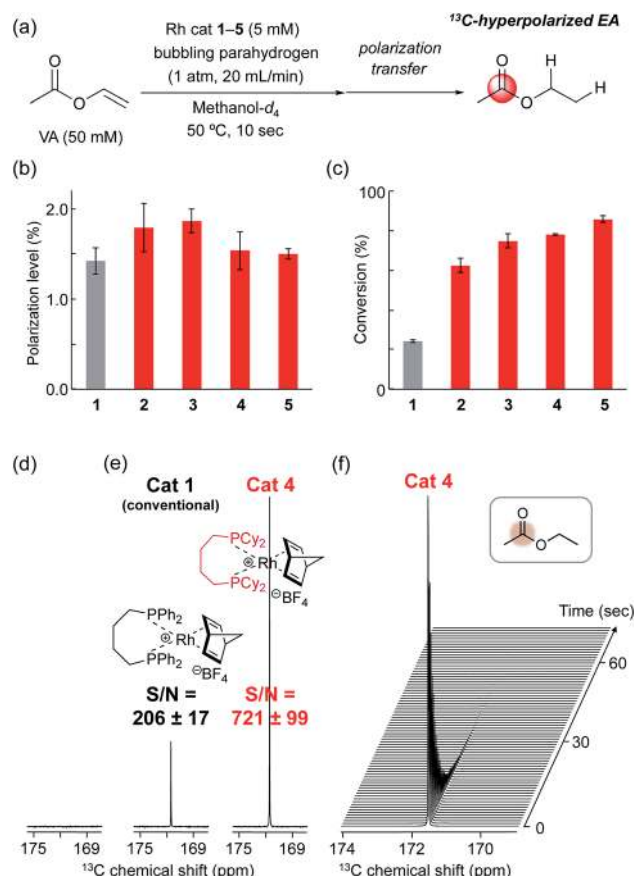 (a)
Rh cat 1–5 (5 mM)
bubbling parahydrogen
(1 atm, 20 mL/min)
Methanol-d4
50 ºC, 10 sec
polarization
transfer
¹³C-hyperpolarized EA
O
O
VA (50 mM)
O
O
H
H
(b)
Polarization level (%)
2.0
1.0
0.0
1 2 3 4 5
(c)
Conversion (%)
100
0
1 2 3 4 5
(d)
(e)
Cat 1
(conventional)
Cat 4
PCy2
⊕Rh
PCy2
⊖BF4
PPh2
⊕Rh
PPh2
⊖BF4
S/N =
206 ± 17
S/N =
721 ± 99
175 169
175 169
175 169
¹³C chemical shift (ppm)
(f)
Cat 4
O
O
Time (sec)
60
30
0
174 172 170
¹³C chemical shift (ppm)